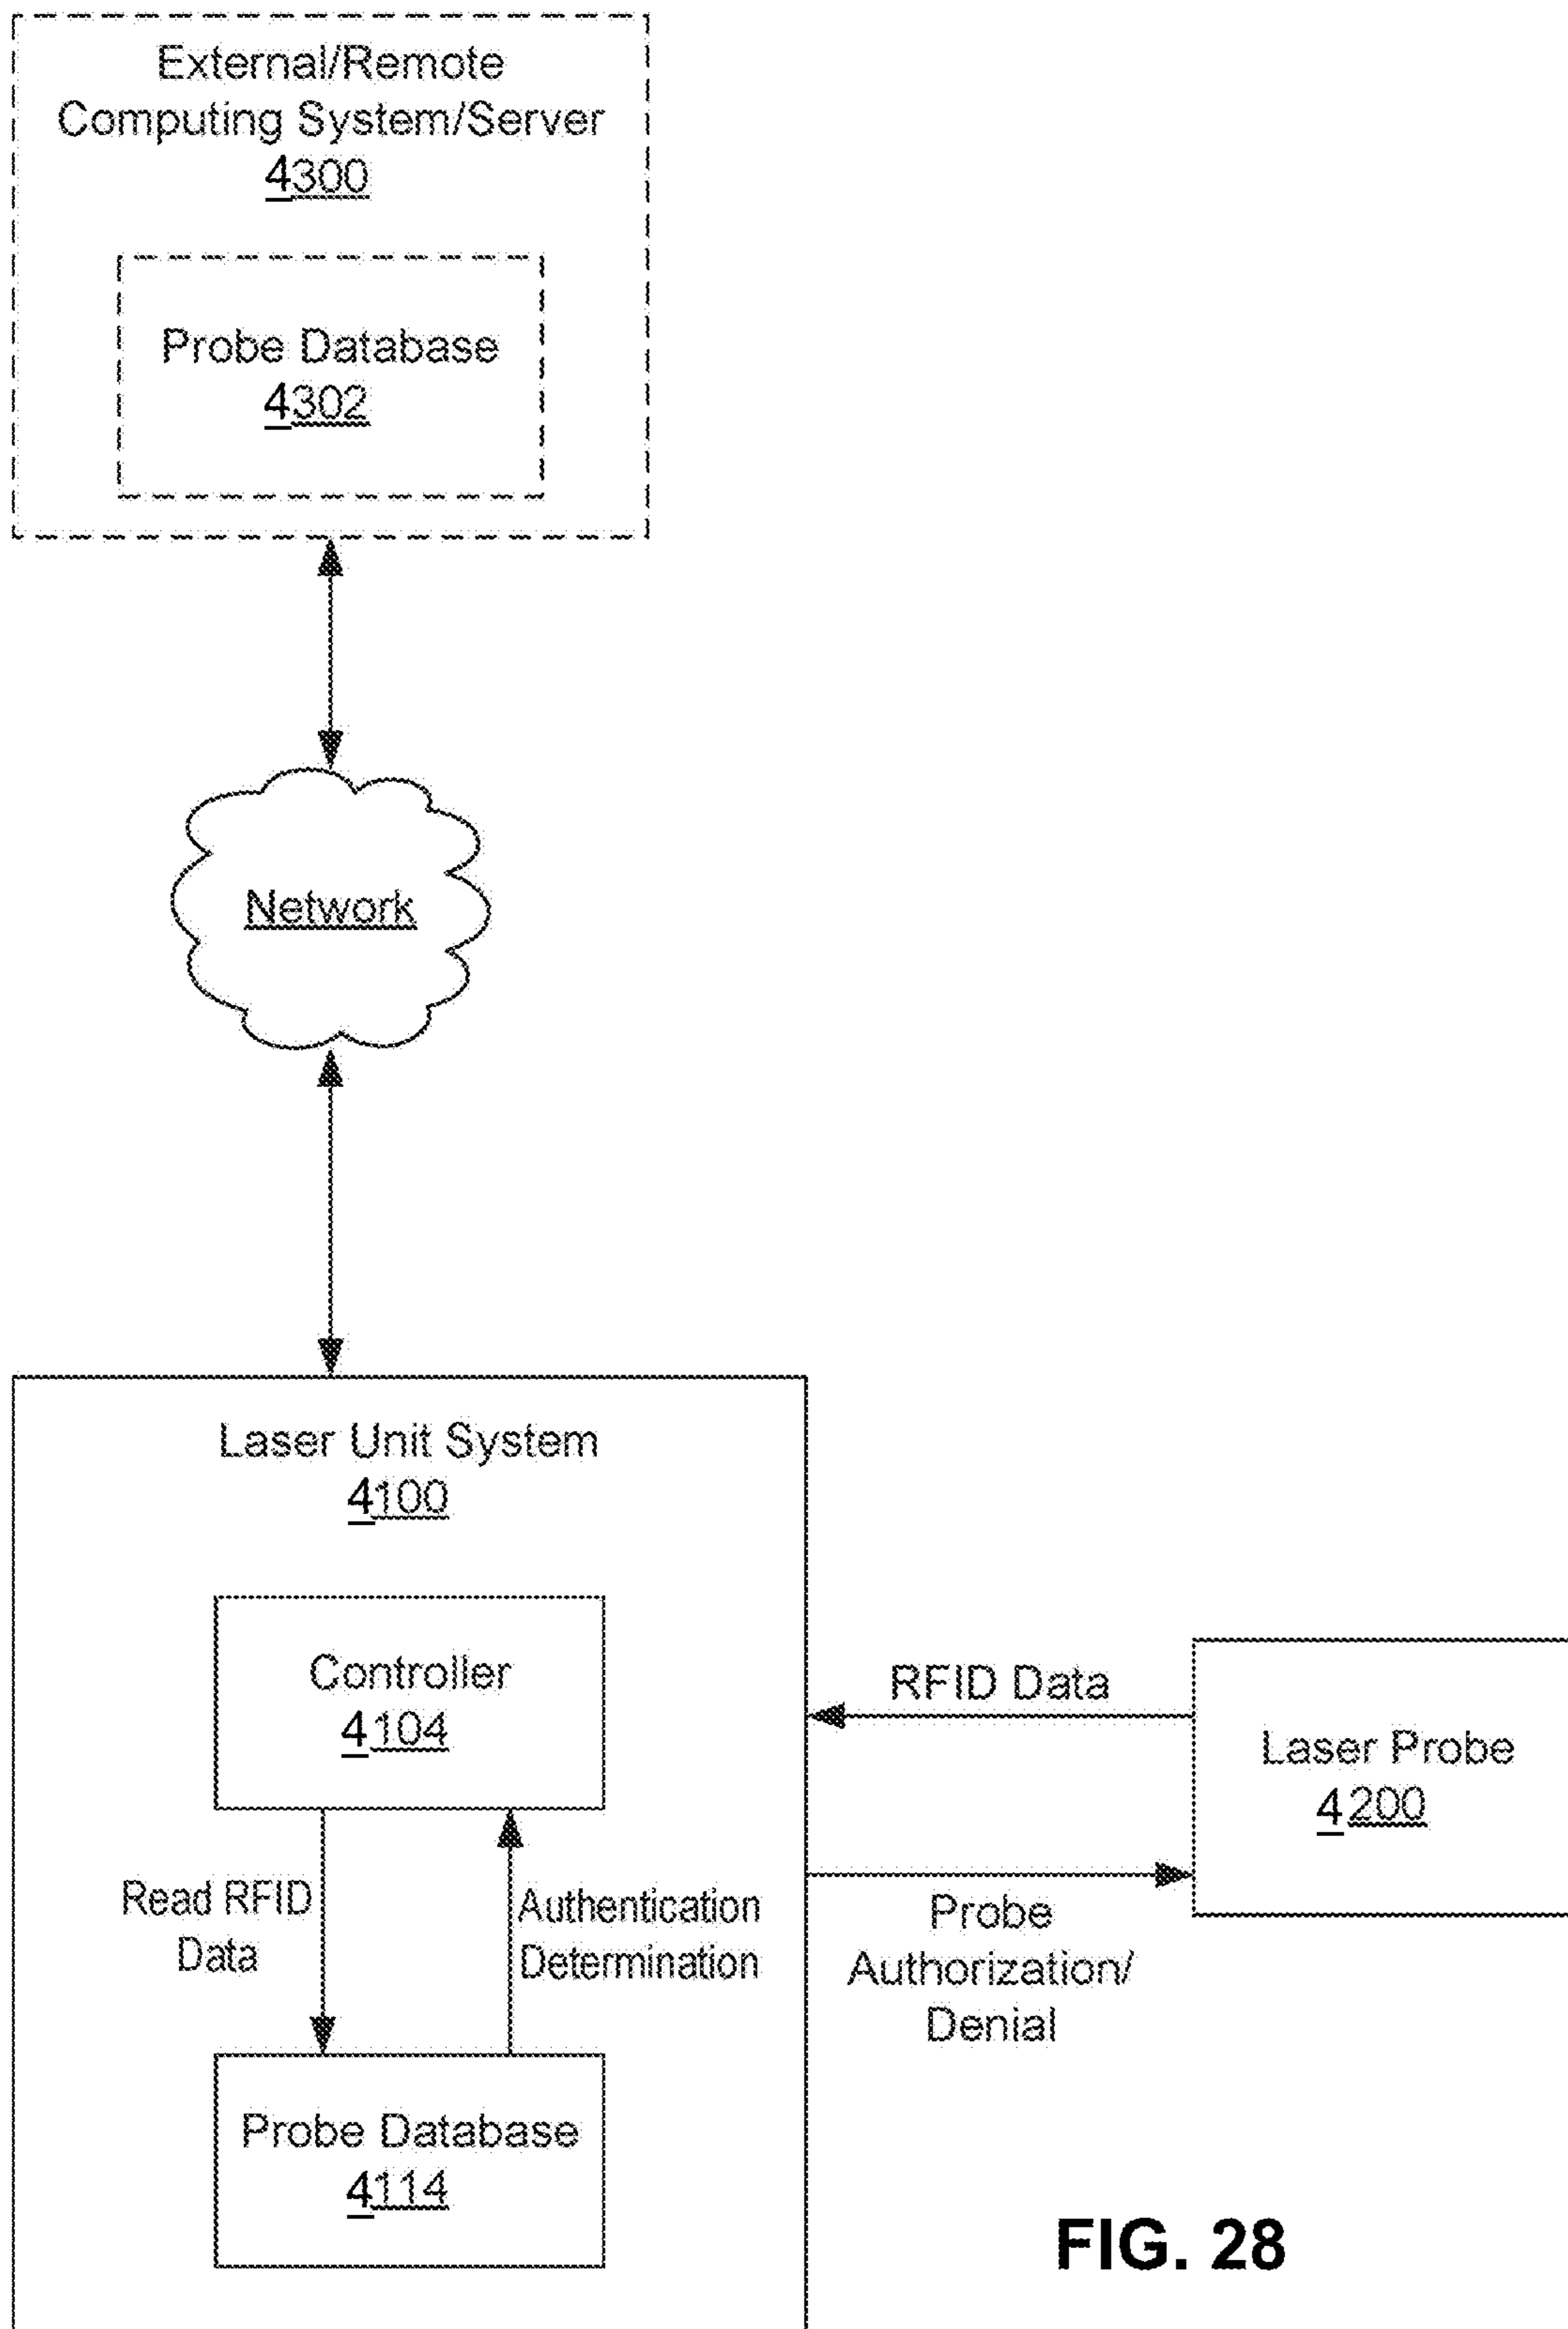 External/Remote
Computing System/Server
4300
Probe Database
4302
Network
Laser Unit System
4100
Controller
4104
Read RFID
Data
Authentication
Determination
Probe Database
4114
RFID Data
Laser Probe
4200
Probe
Authorization/
Denial
FIG. 28